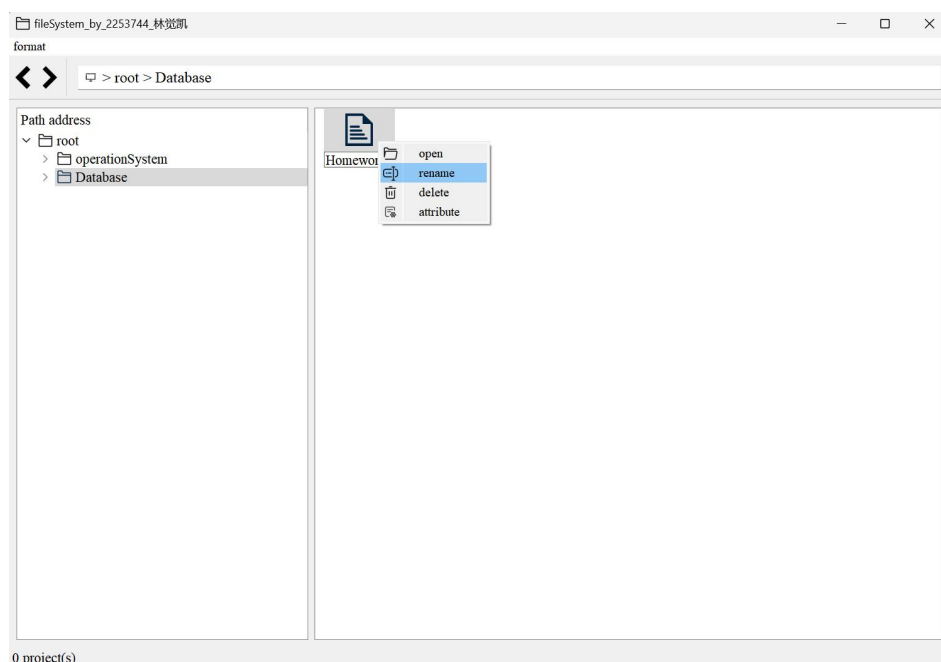 fileSystem_by_2253744_林觉凯
format
> root > Database
Path address
root
operationSystem
Database
Homewor
open
rename
delete
attribute
0 project(s)